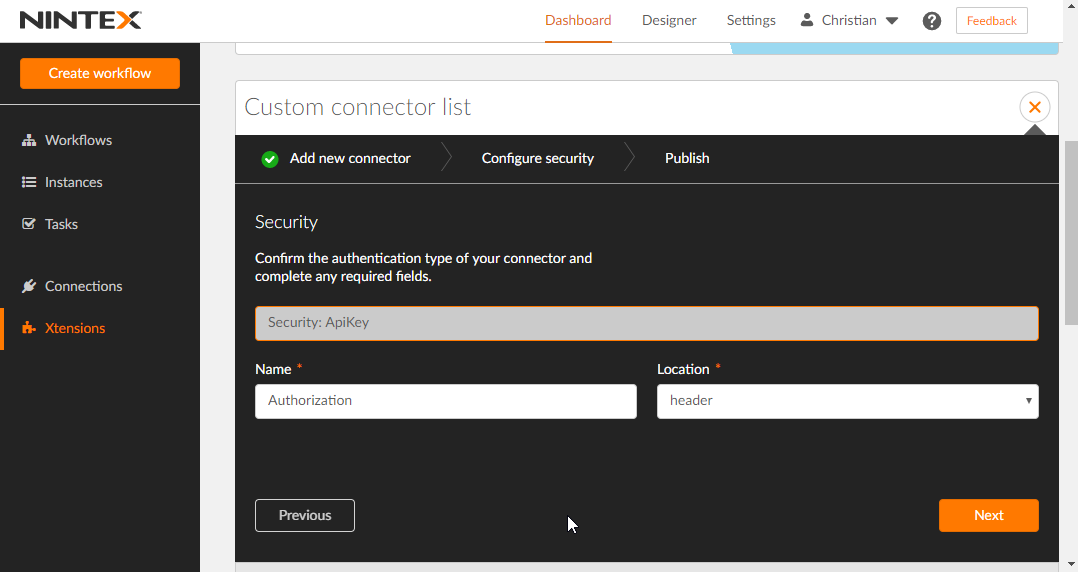 NINTEX
Dashboard
Designer
Settings
Christian
?
Feedback
Create workflow
Workflows
Instances
Tasks
Connections
Xtensions
Custom connector list
Add new connector
Configure security
Publish
Security
Confirm the authentication type of your connector and
complete any required fields.
Security: ApiKey
Name *
Location *
Authorization
header
Previous
Next